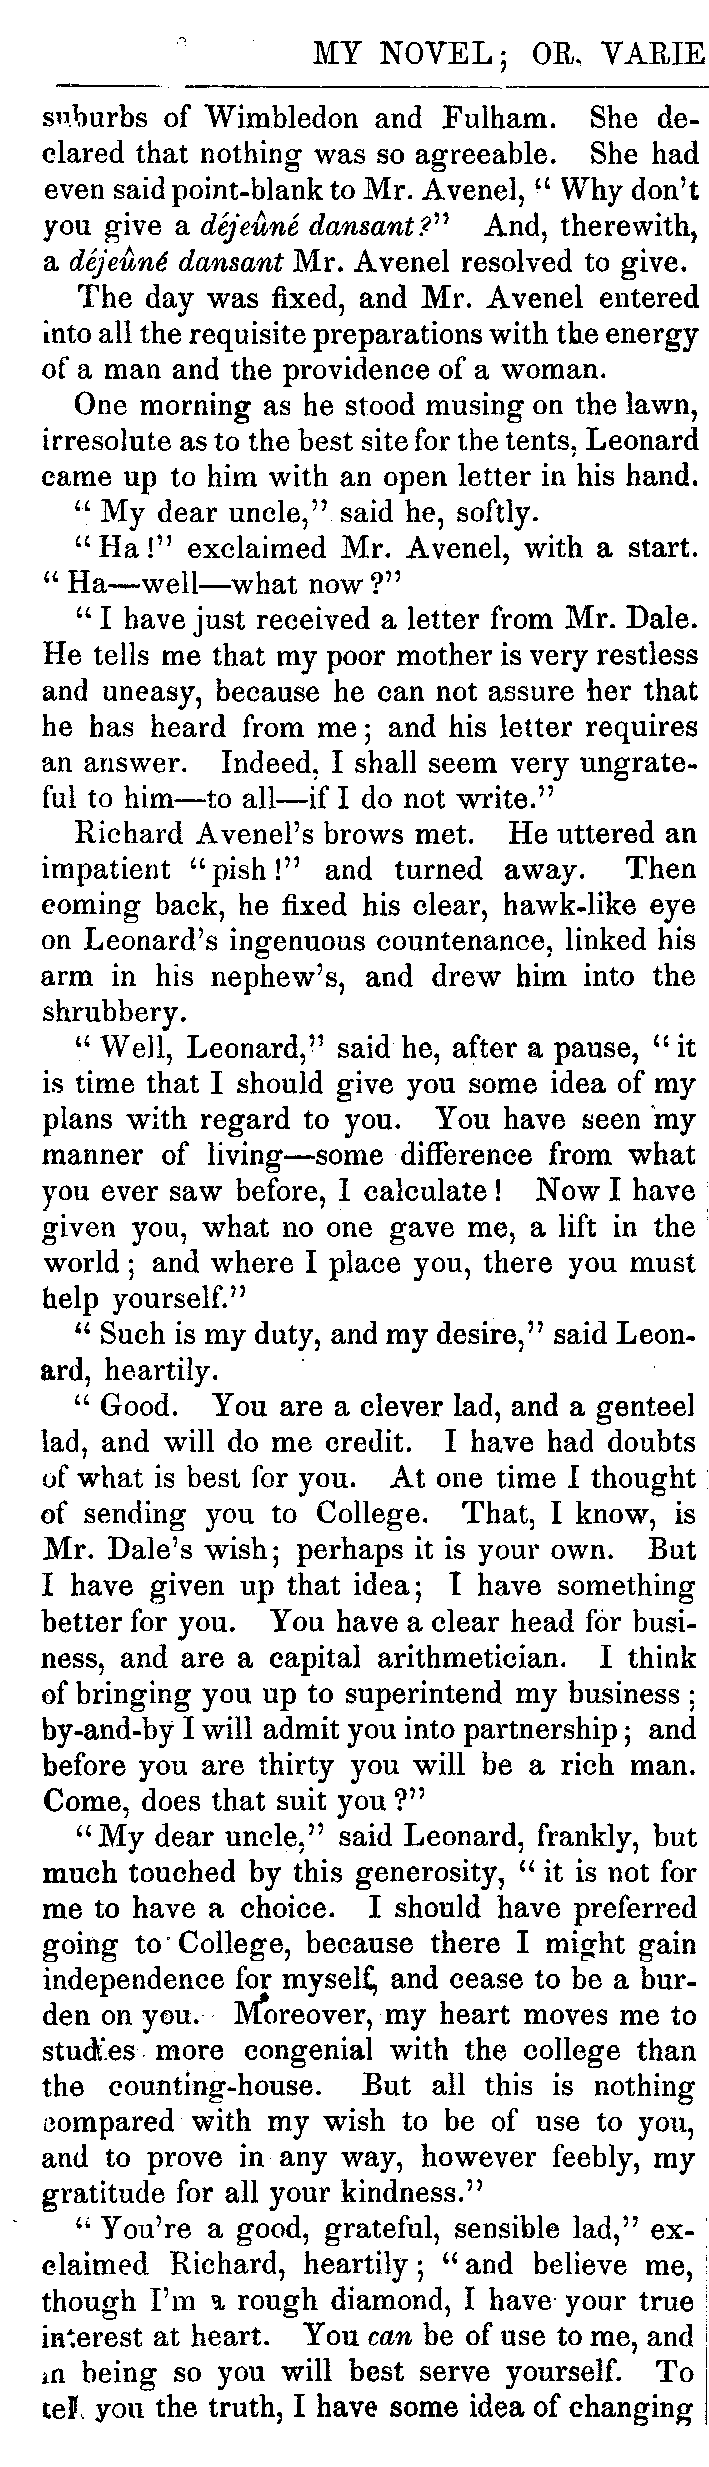 MY NOVEL; OR, VARIE
suburbs of Wimbledon and Fulham. She de-
clared that nothing was so agreeable. She had
even said point-blank to Mr. Avenel, "Why don't
you give a déjeûné dansant?" And, therewith,
a déjeûné dansant Mr. Avenel resolved to give.
The day was fixed, and Mr. Avenel entered
into all the requisite preparations with the energy
of a man and the providence of a woman.
One morning as he stood musing on the lawn,
irresolute as to the best site for the tents, Leonard
came up to him with an open letter in his hand.
"My dear uncle," said he, softly.
"Ha!" exclaimed Mr. Avenel, with a start.
"Ha—well—what now?"
"I have just received a letter from Mr. Dale.
He tells me that my poor mother is very restless
and uneasy, because he can not assure her that
he has heard from me; and his letter requires
an answer. Indeed, I shall seem very ungrate-
ful to him—to all—if I do not write."
Richard Avenel's brows met. He uttered an
impatient "pish!" and turned away. Then
coming back, he fixed his clear, hawk-like eye
on Leonard's ingenuous countenance, linked his
arm in his nephew's, and drew him into the
shrubbery.
"Well, Leonard," said he, after a pause, "it
is time that I should give you some idea of my
plans with regard to you. You have seen my
manner of living—some difference from what
you ever saw before, I calculate! Now I have
given you, what no one gave me, a lift in the
world; and where I place you, there you must
help yourself."
"Such is my duty, and my desire," said Leon-
ard, heartily.
"Good. You are a clever lad, and a genteel
lad, and will do me credit. I have had doubts
of what is best for you. At one time I thought
of sending you to College. That, I know, is
Mr. Dale's wish; perhaps it is your own. But
I have given up that idea; I have something
better for you. You have a clear head for busi-
ness, and are a capital arithmetician. I think
of bringing you up to superintend my business;
by-and-by I will admit you into partnership; and
before you are thirty you will be a rich man.
Come, does that suit you?"
"My dear uncle," said Leonard, frankly, but
much touched by this generosity, "it is not for
me to have a choice. I should have preferred
going to College, because there I might gain
independence for myself, and cease to be a bur-
den on you. Moreover, my heart moves me to
studies more congenial with the college than
the counting-house. But all this is nothing
compared with my wish to be of use to you,
and to prove in any way, however feebly, my
gratitude for all your kindness."
"You're a good, grateful, sensible lad," ex-
claimed Richard, heartily; "and believe me,
though I'm a rough diamond, I have your true
interest at heart. You can be of use to me, and
in being so you will best serve yourself. To
tell you the truth, I have some idea of changing